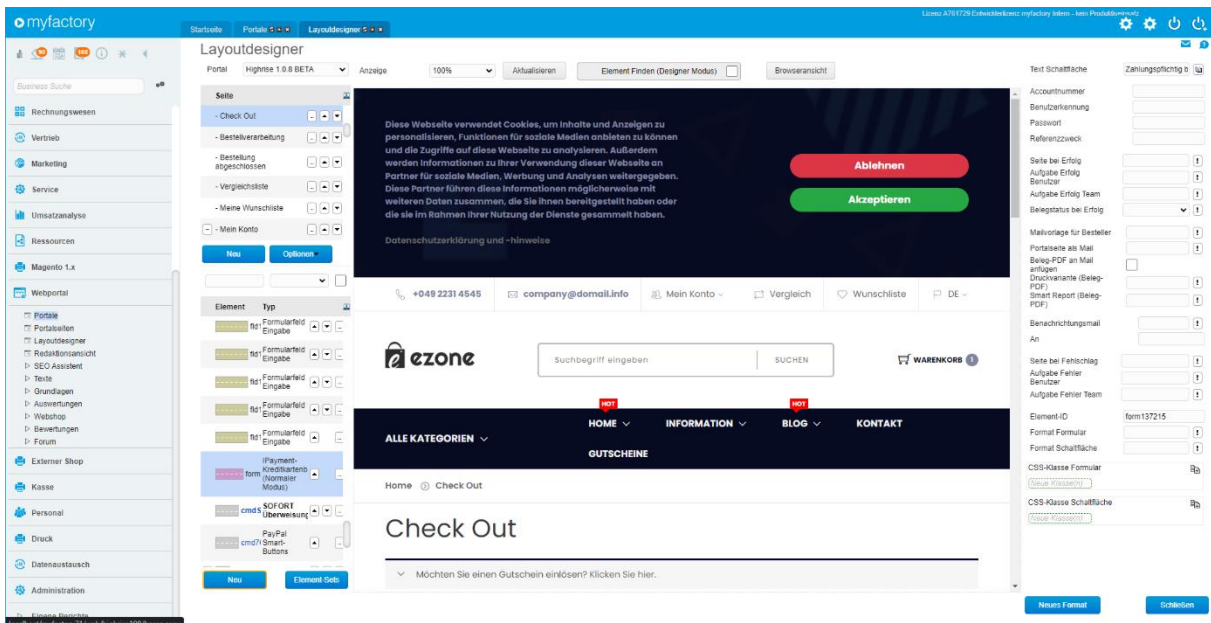 myfactory
Startseite
Portale
Layoutdesigner
Lizenz A761729 Entwicklerlizenz myfactory Intern - kein Produktiveinsatz
Business Suche
Rechnungswesen
Vertrieb
Marketing
Service
Umsatzanalyse
Ressourcen
Magento 1.x
Webportal
Portale
Portalseiten
Layoutdesigner
Redaktionsansicht
SEO Assistent
Texte
Grundlagen
Auswertungen
Webshop
Bewertungen
Forum
Externer Shop
Kasse
Personal
Druck
Datenaustausch
Administration
Eigene Berichte
Layoutdesigner
Portal
Highrise 1.0.8 BETA
Anzeige
100%
Aktualisieren
Element Finden (Designer Modus)
Browseransicht
Seite
- Check Out
- Bestellverarbeitung
- Bestellung
abgeschlossen
- Vergleichsliste
- Meine Wunschliste
- Mein Konto
Neu
Optionen
Element Typ
fld1 Formularfeld
Eingabe
fld1 Formularfeld
Eingabe
fld1 Formularfeld
Eingabe
fld1 Formularfeld
Eingabe
fld1 Formularfeld
Eingabe
form iPayment-
Kreditkartenb
(Normaler
Modus)
cmdS SOFORT
Überweisung
cmd7( PayPal
Smart-
Buttons
Neu
Element-Sets
Diese Webseite verwendet Cookies, um Inhalte und Anzeigen zu
personalisieren, Funktionen für soziale Medien anbieten zu können
und die Zugriffe auf diese Webseite zu analysieren. Außerdem
werden Informationen zu Ihrer Verwendung dieser Webseite an
Partner für soziale Medien, Werbung und Analysen weitergegeben.
Diese Partner führen diese Informationen möglicherweise mit
weiteren Daten zusammen, die Sie ihnen bereitgestellt haben oder
die sie im Rahmen Ihrer Nutzung der Dienste gesammelt haben.
Datenschutzerklärung und -hinweise
Ablehnen
Akzeptieren
+049 2231 4545
company@domail.info
Mein Konto
Vergleich
Wunschliste
DE
ezone
Suchbegriff eingeben
SUCHEN
WARENKORB 1
HOT
HOT
ALLE KATEGORIEN
HOME
INFORMATION
BLOG
KONTAKT
GUTSCHEINE
Home
Check Out
Check Out
Möchten Sie einen Gutschein einlösen? Klicken Sie hier.
Text Schaltfläche
Zahlungspflichtig b
Accountnummer
Benutzerkennung
Passwort
Referenzzweck
Seite bei Erfolg
Aufgabe Erfolg
Benutzer
Aufgabe Erfolg Team
Belegstatus bei Erfolg
Mailvorlage für Besteller
Portalseite als Mail
Beleg-PDF an Mail
anfügen
Druckvariante (Beleg-
PDF)
Smart Report (Beleg-
PDF)
Benachrichtungsmail
An
Seite bei Fehlschlag
Aufgabe Fehler
Benutzer
Aufgabe Fehler Team
Element-ID
form137215
Format Formular
Format Schaltfläche
CSS-Klasse Formular
Neue Klasse(n)
CSS-Klasse Schaltfläche
Neue Klasse(n)
Neues Format
Schließen